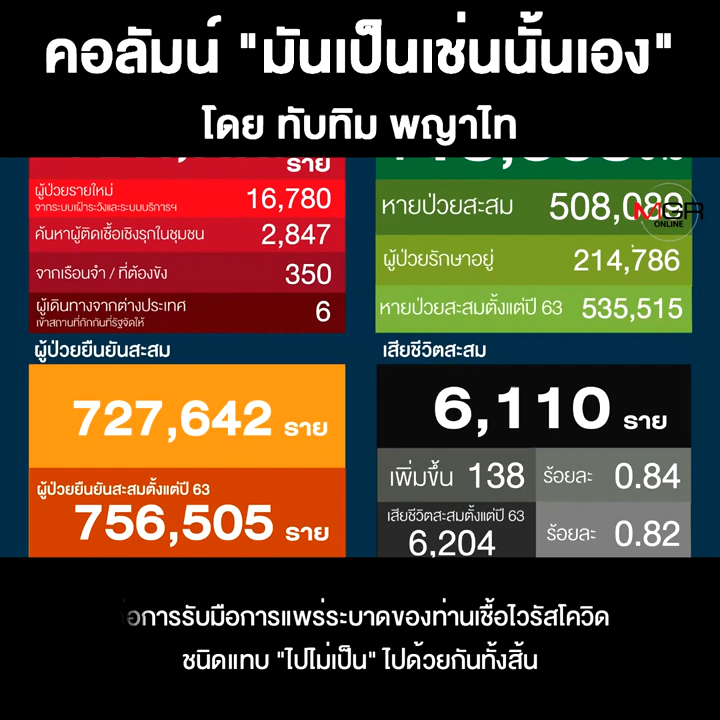 คอลัมน์ "มันเป็นเช่นนั้นเอง"
โดย ทับทิม พญาไท
ราย
ผู้ป่วยรายใหม่
จากระบบเฝ้าระวังและระบบบริการฯ
16,780
ค้นหาผู้ติดเชื้อเชิงรุกในชุมชน 2,847
จากเรือนจำ / ที่ต้องขัง 350
ผู้เดินทางจากต่างประเทศ
เข้าสถานที่กักกันที่รัฐจัดให้
6
หายป่วยสะสม
MGR
ONLINE
ผู้ป่วยรักษาอยู่ 214,786
หายป่วยสะสมตั้งแต่ปี 63 535,515
ผู้ป่วยยืนยันสะสม
727,642 ราย
ผู้ป่วยยืนยันสะสมตั้งแต่ปี 63
756,505 ราย
เสียชีวิตสะสม
6,110 ราย
เพิ่มขึ้น 138 ร้อยละ 0.84
เสียชีวิตสะสมตั้งแต่ปี 63
6,204
ร้อยละ 0.82
การรับมือการแพร่ระบาดของท่านเชื้อไวรัสโควิด
ชนิดแทบ "ไปไม่เป็น" ไปด้วยกันทั้งสิ้น